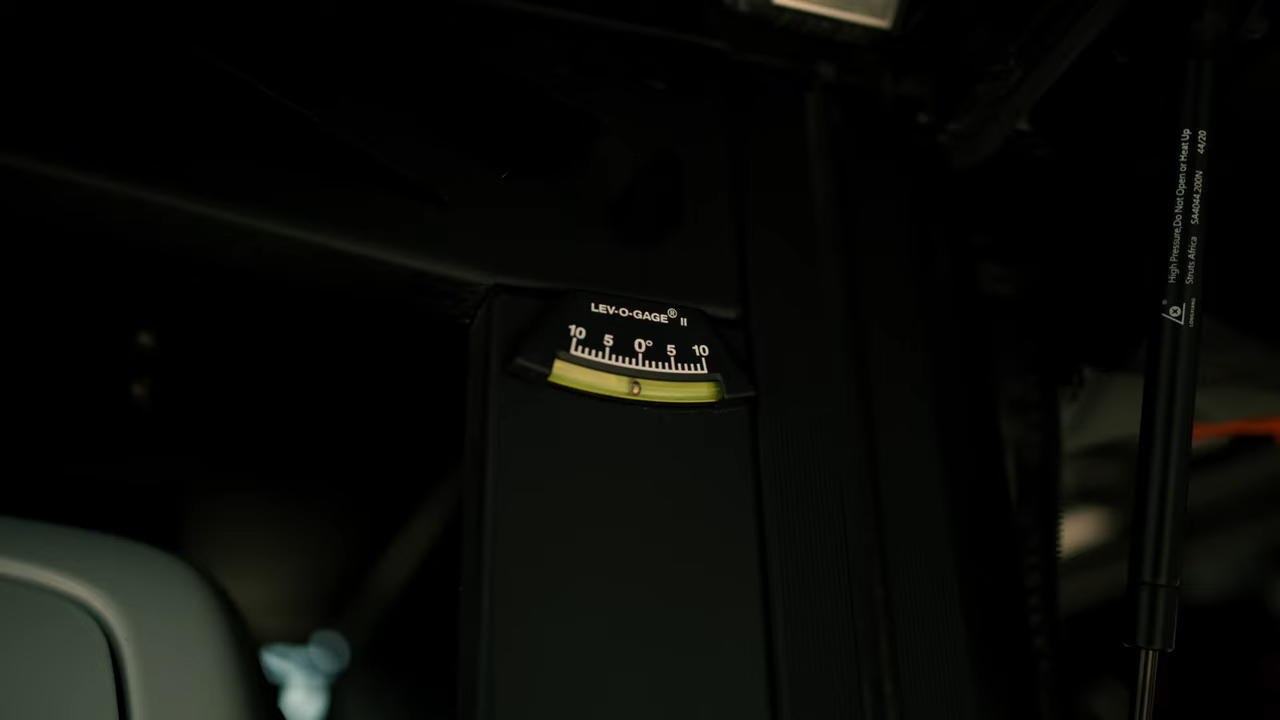 LEV-O-GAGE® II
10 5 0° 5 10
High Pressure,Do Not Open or Heat Up 44/20
Struts Africa SA4044.200N